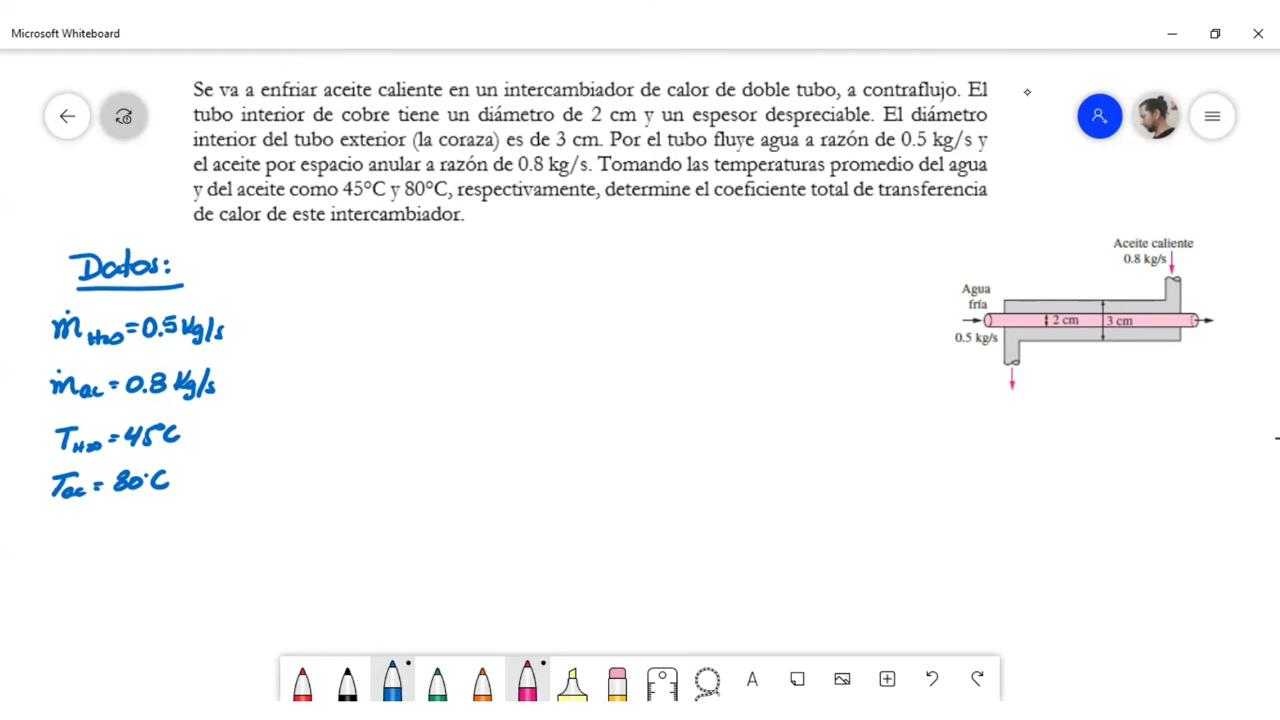 Microsoft Whiteboard
Se va a enfriar aceite caliente en un intercambiador de calor de doble tubo, a contraflujo. El
tubo interior de cobre tiene un diámetro de 2 cm y un espesor despreciable. El diámetro
interior del tubo exterior (la coraza) es de 3 cm. Por el tubo fluye agua a razón de 0.5 kg/s y
el aceite por espacio anular a razón de 0.8 kg/s. Tomando las temperaturas promedio del agua
y del aceite como 45°C y 80°C, respectivamente, determine el coeficiente total de transferencia
de calor de este intercambiador.
Datos:
ṁ_H2O = 0.5 Kg/s
ṁ_ac = 0.8 Kg/s
T_H2O = 45°C
T_ac = 80°C
Aceite caliente
0.8 kg/s
Agua
fría
2 cm
3 cm
0.5 kg/s
A